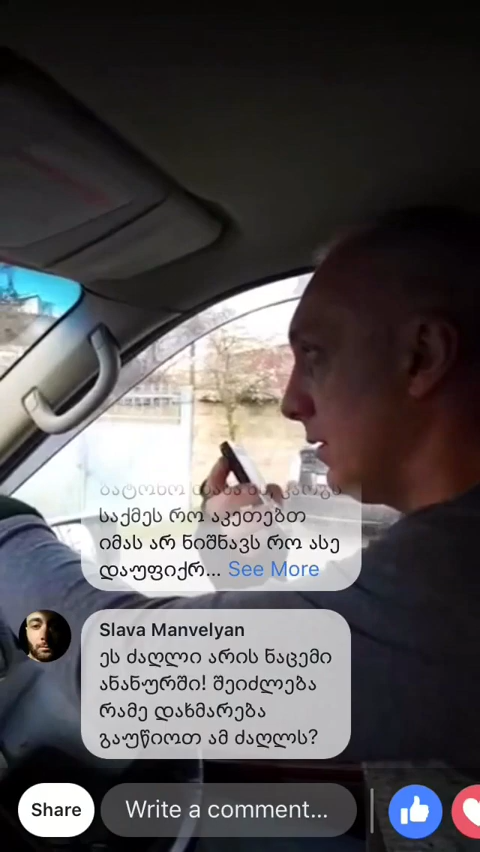 საქმეს რო აკეთებთ
იმას არ ნიშნავს რო ასე
დაუფიქრ... See More
Slava Manvelyan
ეს ძაღლი არის ნაცემი
ანანურში! შეიძლება
რამე დახმარება
გაუწიოთ ამ ძაღლს?
Share
Write a comment...